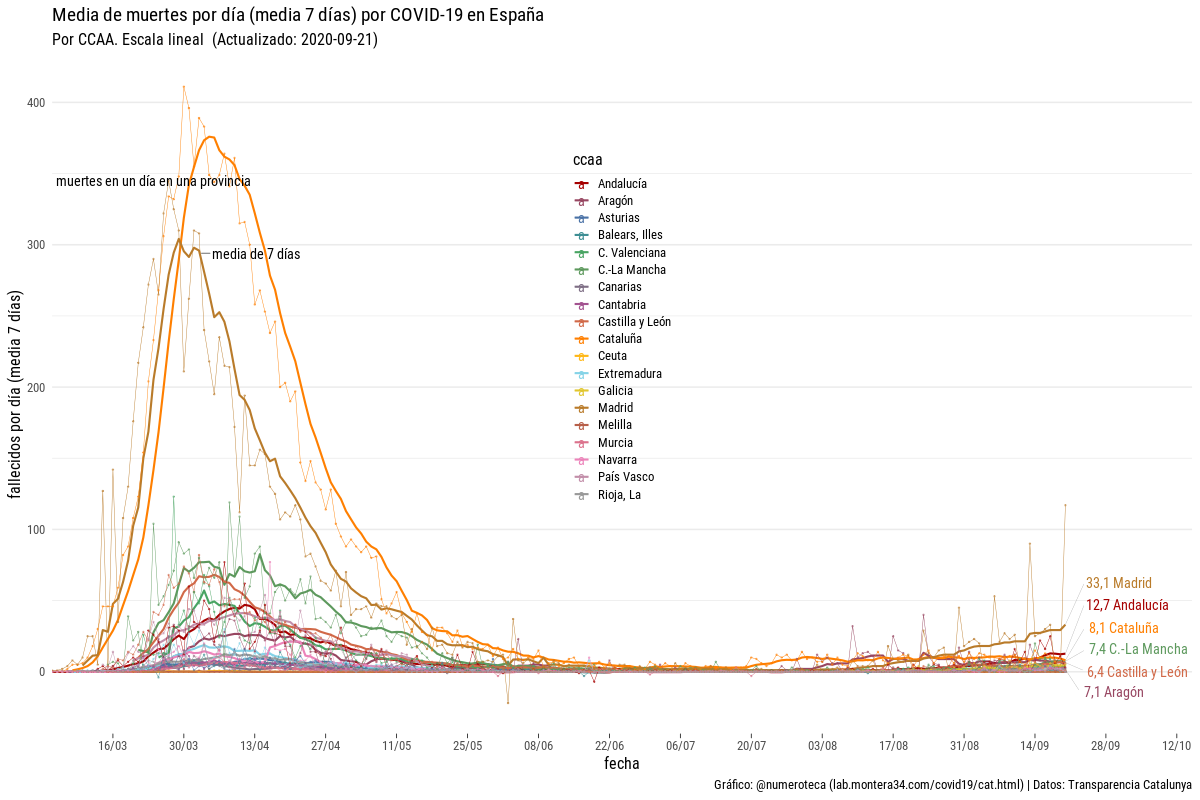 Media de muertes por día (media 7 días) por COVID-19 en España
Por CCAA. Escala lineal  (Actualizado: 2020-09-21)
fallecidos por día (media 7 días)
400
300
200
100
0
muertes en un día en una provincia
media de 7 días
ccaa
Andalucía
Aragón
Asturias
Balears, Illes
C. Valenciana
C.-La Mancha
Canarias
Cantabria
Castilla y León
Cataluña
Ceuta
Extremadura
Galicia
Madrid
Melilla
Murcia
Navarra
País Vasco
Rioja, La
33,1 Madrid
12,7 Andalucía
8,1 Cataluña
7,4 C.-La Mancha
6,4 Castilla y León
7,1 Aragón
16/03 30/03 13/04 27/04 11/05 25/05 08/06 22/06 06/07 20/07 03/08 17/08 31/08 14/09 28/09 12/10
fecha
Gráfico: @numeroteca (lab.montera34.com/covid19/cat.html) | Datos: Transparencia Catalunya